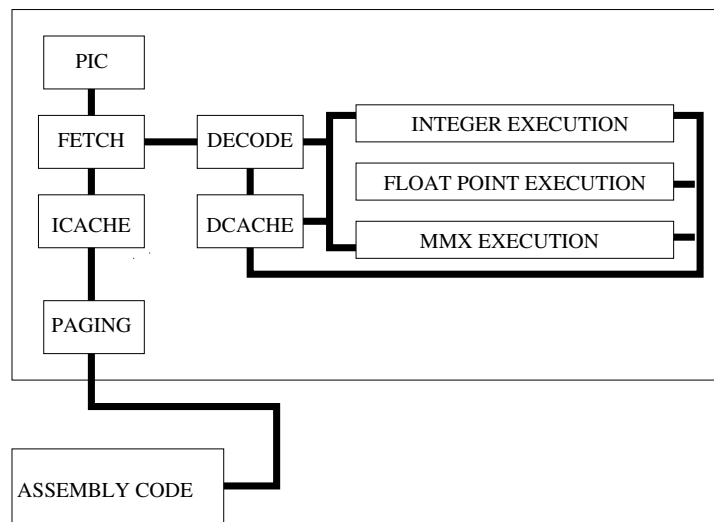 PIC
FETCH
DECODE
INTEGER EXECUTION
FLOAT POINT EXECUTION
ICACHE
DCACHE
MMX EXECUTION
PAGING
ASSEMBLY CODE